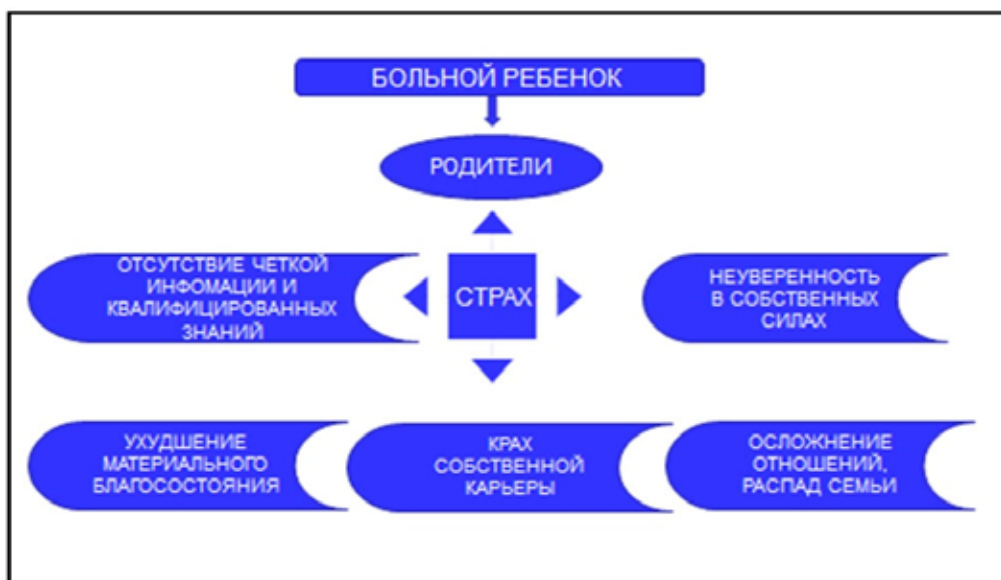 БОЛЬНОЙ РЕБЕНОК
РОДИТЕЛИ
ОТСУТСТВИЕ ЧЕТКОЙ
ИНФОМАЦИИ И
КВАЛИФИЦИРОВАННЫХ
ЗНАНИЙ
СТРАХ
НЕУВЕРЕННОСТЬ
В СОБСТВЕННЫХ
СИЛАХ
УХУДШЕНИЕ
МАТЕРИАЛЬНОГО
БЛАГОСОСТОЯНИЯ
КРАХ
СОБСТВЕННОЙ
КАРЬЕРЫ
ОСЛОЖНЕНИЕ
ОТНОШЕНИЙ,
РАСПАД СЕМЬИ